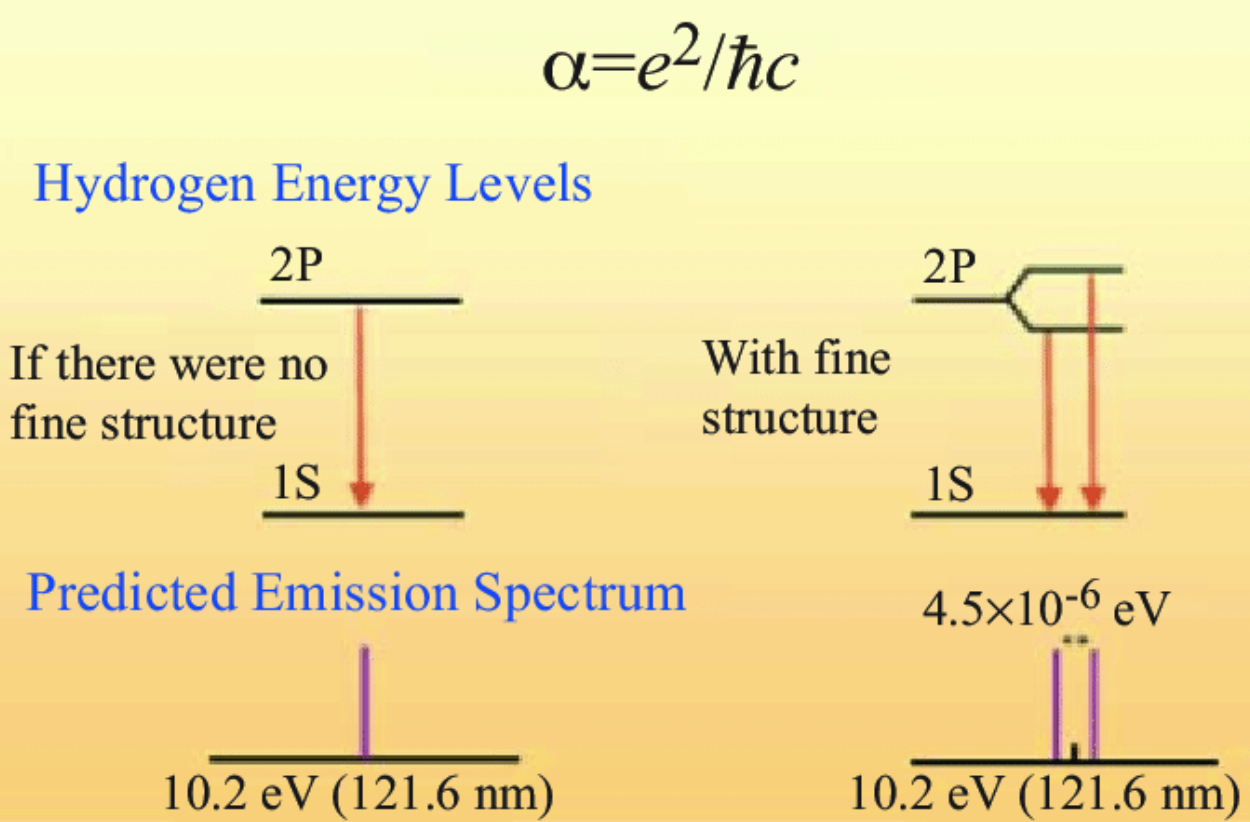 α=e²/ħc
Hydrogen Energy Levels
2P
If there were no
fine structure
1S
2P
With fine
structure
1S
Predicted Emission Spectrum
4.5×10⁻⁶ eV
10.2 eV (121.6 nm)
10.2 eV (121.6 nm)